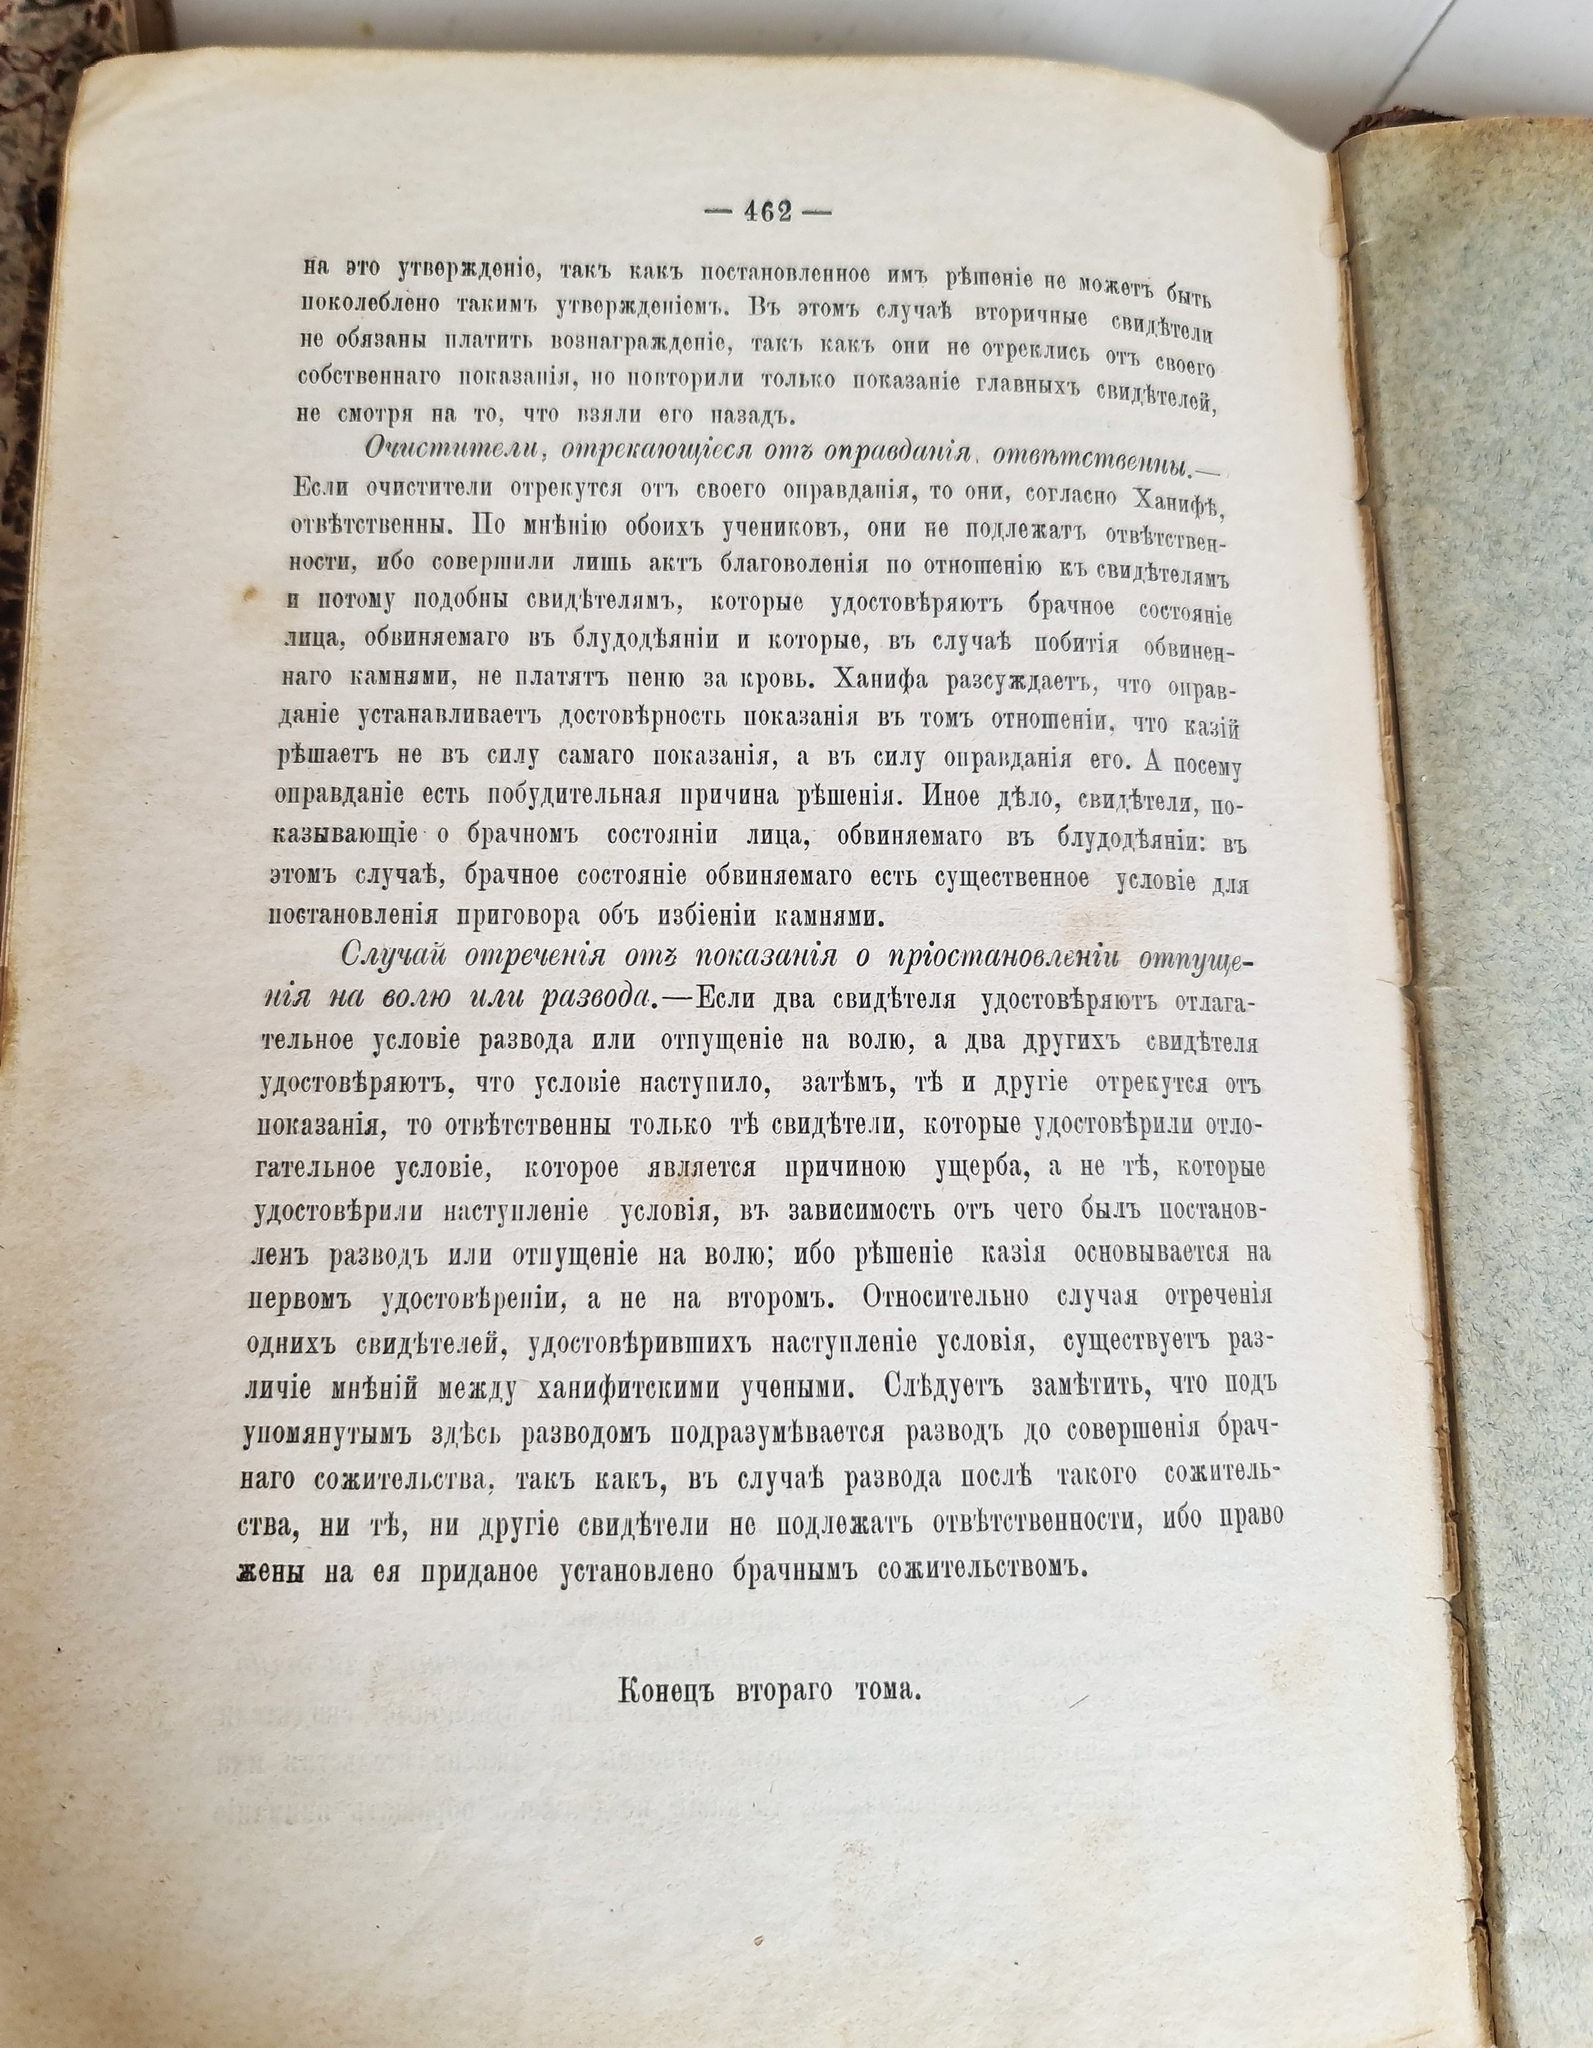 — 462 —
на это утвержденіе, такъ какъ постановленное имъ рѣшеніе не можетъ быть
поколеблено такимъ утвержденіемъ. Въ этомъ случаѣ вторичные свидѣтели
не обязаны платить вознагражденіе, такъ какъ они не отреклись отъ своего
собственнаго показанія, но повторили только показаніе главныхъ свидѣтелей,
не смотря на то, что взяли его назадъ.
Очистители, отрекающіеся отъ оправданія, отвѣтственны.—
Если очистители отрекутся отъ своего оправданія, то они, согласно Ханифѣ,
отвѣтственны. По мнѣнію обоихъ учениковъ, они не подлежатъ отвѣтствен-
ности, ибо совершили лишь актъ благоволенія по отношенію къ свидѣтелямъ
и потому подобны свидѣтелямъ, которые удостовѣряютъ брачное состояніе
лица, обвиняемаго въ блудодѣяніи и которые, въ случаѣ побитія обвинен-
наго камнями, не платятъ пеню за кровь. Ханифа разсуждаетъ, что оправ-
даніе устанавливаетъ достовѣрность показанія въ томъ отношеніи, что казій
рѣшаетъ не въ силу самаго показанія, а въ силу оправданія его. А посему
оправданіе есть побудительная причина рѣшенія. Иное дѣло, свидѣтели, по-
казывающіе о брачномъ состояніи лица, обвиняемаго въ блудодѣяніи: въ
этомъ случаѣ, брачное состояніе обвиняемаго есть существенное условіе для
постановленія приговора объ избіеніи камнями.
Случай отреченія отъ показанія о пріостановленіи отпуще-
нія на волю или развода.—Если два свидѣтеля удостовѣряютъ отлага-
тельное условіе развода или отпущеніе на волю, а два другихъ свидѣтеля
удостовѣряютъ, что условіе наступило, затѣмъ, тѣ и другіе отрекутся отъ
показанія, то отвѣтственны только тѣ свидѣтели, которые удостовѣрили отло-
гательное условіе, которое является причиною ущерба, а не тѣ, которые
удостовѣрили наступленіе условія, въ зависимость отъ чего былъ постанов-
ленъ разводъ или отпущеніе на волю; ибо рѣшеніе казія основывается на
первомъ удостовѣреніи, а не на второмъ. Относительно случая отреченія
однихъ свидѣтелей, удостовѣрившихъ наступленіе условія, существуетъ раз-
личіе мнѣній между ханифитскими учеными. Слѣдуетъ замѣтить, что подъ
упомянутымъ здѣсь разводомъ подразумѣвается разводъ до совершенія брач-
наго сожительства, такъ какъ, въ случаѣ развода послѣ такого сожитель-
ства, ни тѣ, ни другіе свидѣтели не подлежатъ отвѣтственности, ибо право
жены на ея приданое установлено брачнымъ сожительствомъ.
Конецъ втораго тома.